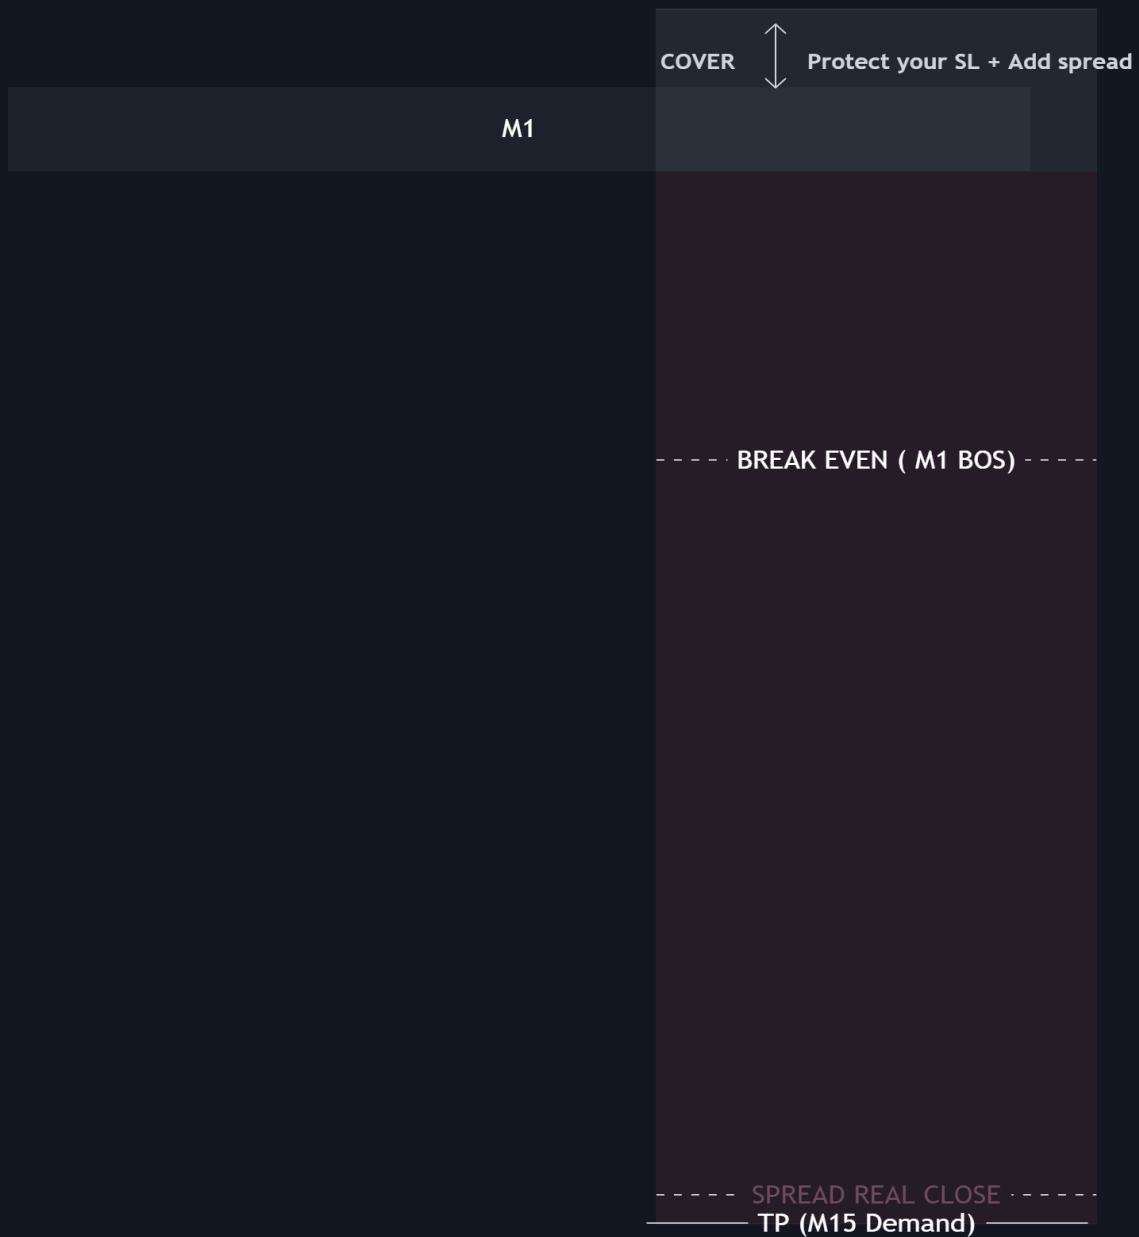 COVER Protect your SL + Add spread
M1
BREAK EVEN ( M1 BOS)
SPREAD REAL CLOSE
TP (M15 Demand)